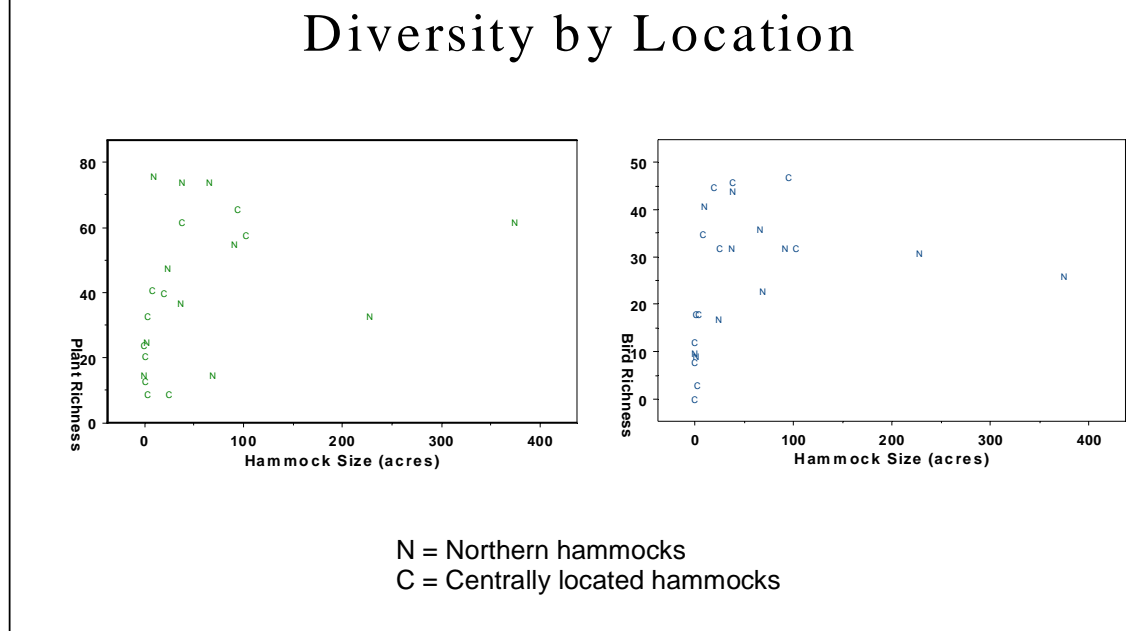 Diversity by Location
80
60
40
20
0
Plant Richness
0 100 200 300 400
Hammock Size (acres)
N
N
N
C
C
N
C
N
N
C
C
N
C
N
N
C
C
N
N
C
C
C
50
40
30
20
10
0
Bird Richness
0 100 200 300 400
Hammock Size (acres)
C
C
C
N
N
C
N
C
N
N
C
N
N
N
C
C
N
C
N
N
C
C
C
N = Northern hammocks
C = Centrally located hammocks